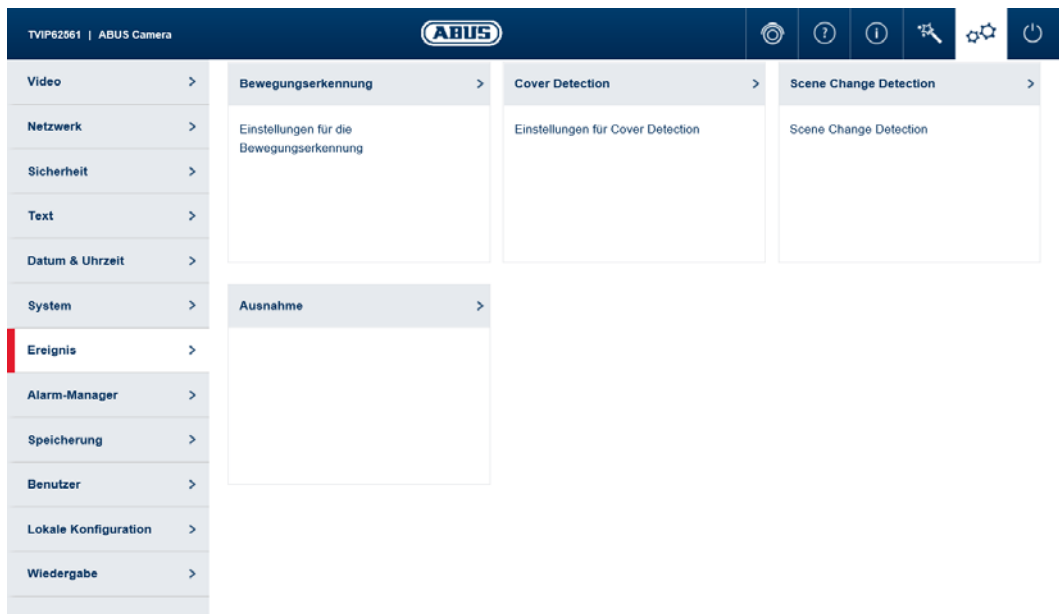 TVIP62561 | ABUS Camera
ABUS
?
i
Video >
Netzwerk >
Sicherheit >
Text >
Datum & Uhrzeit >
System >
Ereignis >
Alarm-Manager >
Speicherung >
Benutzer >
Lokale Konfiguration >
Wiedergabe >
Bewegungserkennung >
Einstellungen für die
Bewegungserkennung
Cover Detection >
Einstellungen für Cover Detection
Scene Change Detection >
Scene Change Detection
Ausnahme >